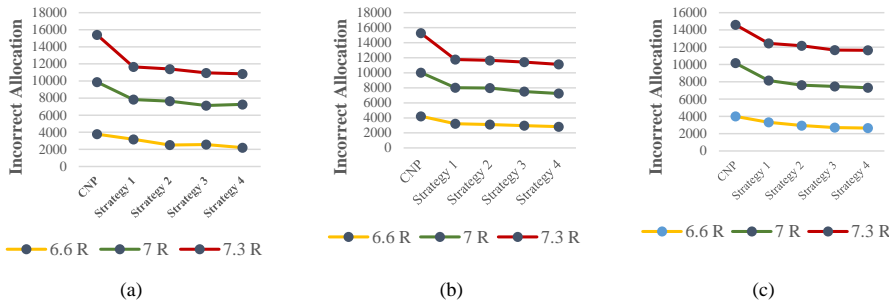 Incorrect Allocation
18000
16000
14000
12000
10000
8000
6000
4000
2000
0
CNP
Strategy 1
Strategy 2
Strategy 3
Strategy 4
6.6 R
7 R
7.3 R
(a)
Incorrect Allocation
18000
16000
14000
12000
10000
8000
6000
4000
2000
0
CNP
Strategy 1
Strategy 2
Strategy 3
Strategy 4
6.6 R
7 R
7.3 R
(b)
Incorrect Allocation
16000
14000
12000
10000
8000
6000
4000
2000
0
CNP
Strategy 1
Strategy 2
Strategy 3
Strategy 4
6.6 R
7 R
7.3 R
(c)